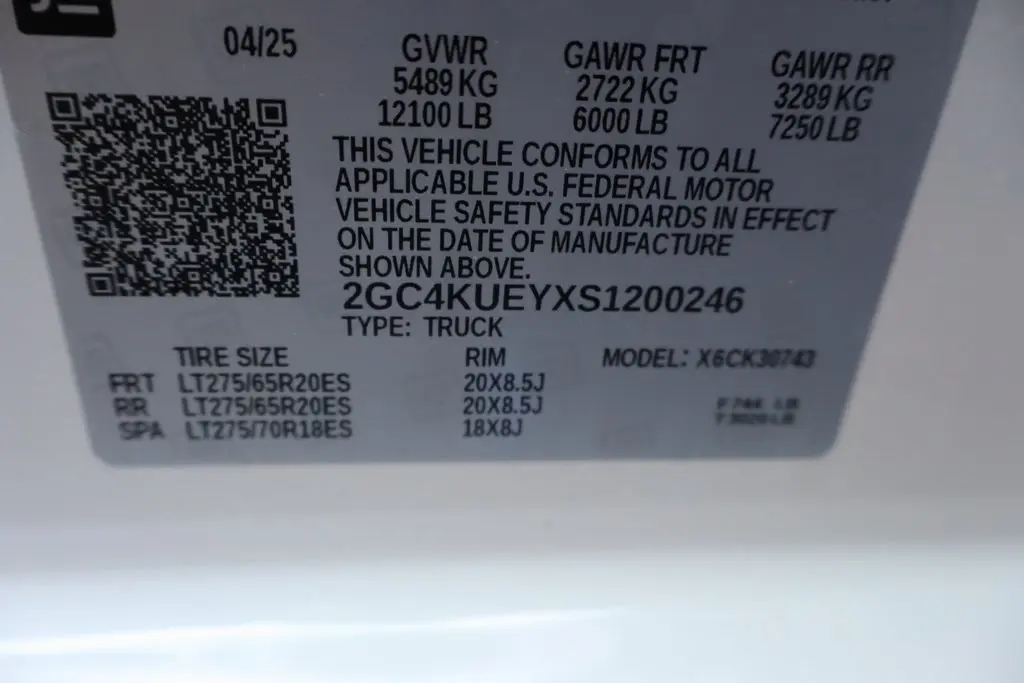 04/25
GVWR
5489 KG
12100 LB
GAWR FRT
2722 KG
6000 LB
GAWR RR
3289 KG
7250 LB
THIS VEHICLE CONFORMS TO ALL
APPLICABLE U.S. FEDERAL MOTOR
VEHICLE SAFETY STANDARDS IN EFFECT
ON THE DATE OF MANUFACTURE
SHOWN ABOVE.
2GC4KUEYXS1200246
TYPE: TRUCK
TIRE SIZE RIM MODEL: X6CK30743
FRT LT275/65R20ES 20X8.5J
RR LT275/65R20ES 20X8.5J
SPA LT275/70R18ES 18X8J